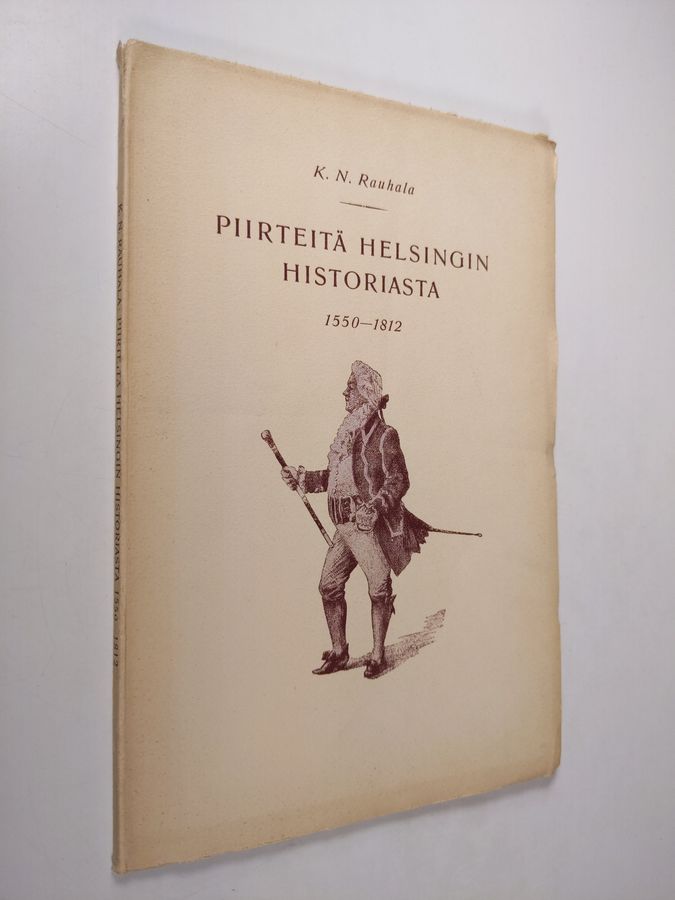 K. N. Rauhala
PIIRTEITÄ HELSINGIN
HISTORIASTA
1550—1812
K. N. RAUHALA: PIIRTEITÄ HELSINGIN HISTORIASTA 1550—1812